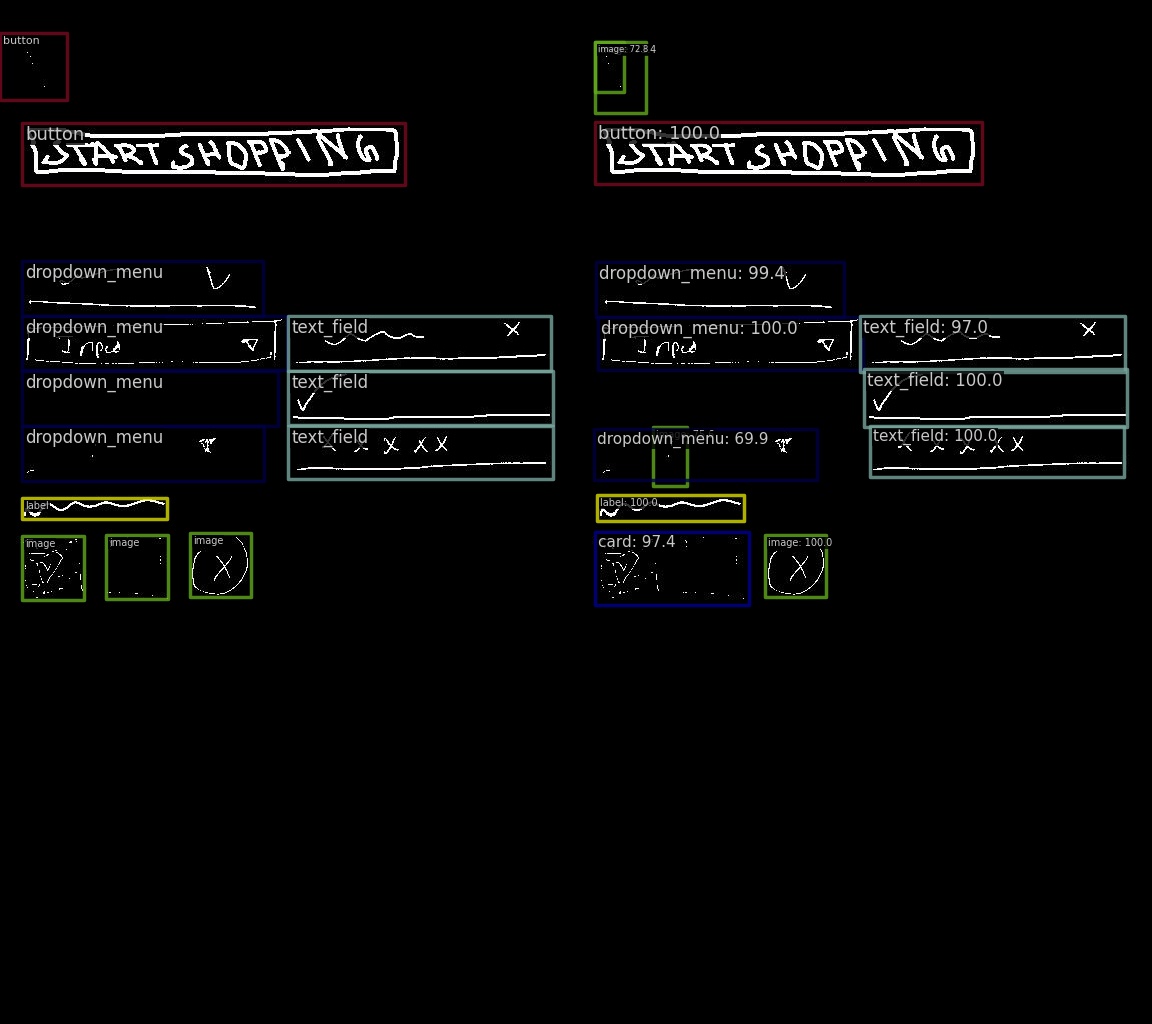 button
image: 72.8 4
button
START SHOPPING
button: 100.0
START SHOPPING
dropdown_menu
dropdown_menu: 99.4
dropdown_menu
text_field
X
dropdown_menu: 100.0
text_field: 97.0
X
dropdown_menu
text_field
text_field: 100.0
dropdown_menu
text_field
X X X X X
dropdown_menu: 69.9
text_field: 100.0
X X X X X
label
label: 100.0
image
image
image
X
card: 97.4
image: 100.0
X